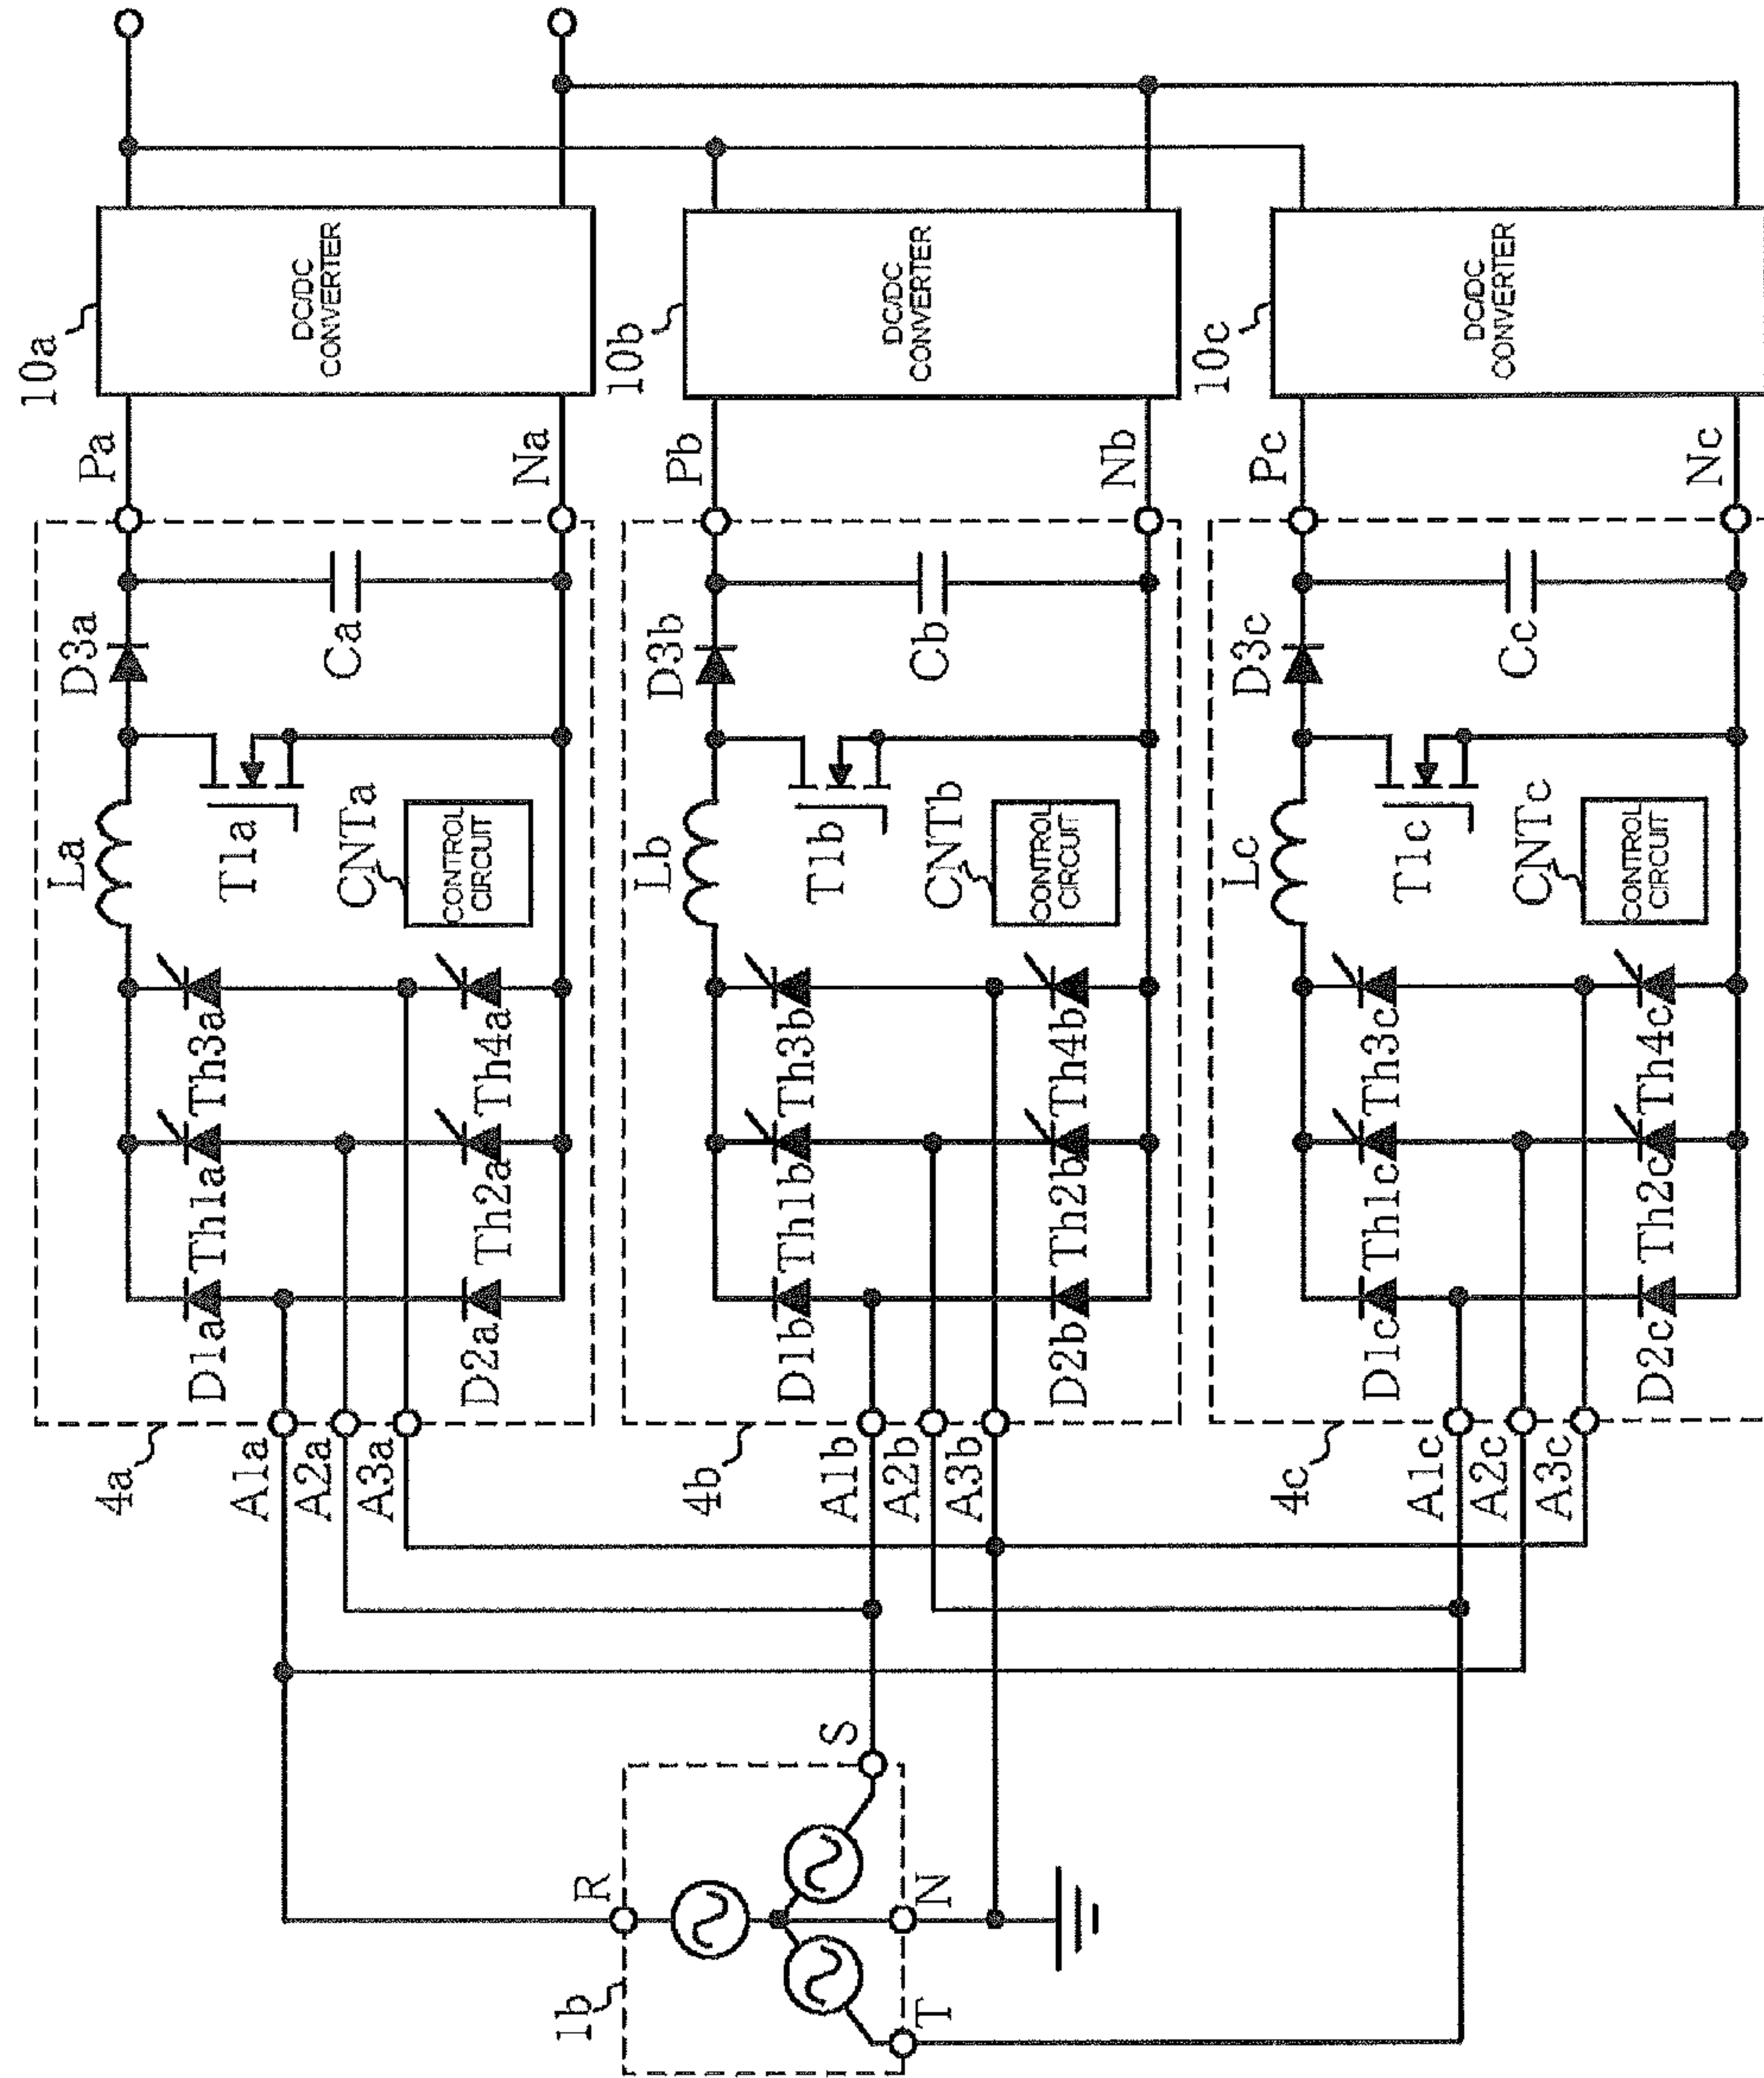 10a
DC/DC
CONVERTER
Pa
Na
D3a
Ca
La
T1a
CNTa
CONTROL
CIRCUIT
Th3a
Th4a
Th1a
Th2a
D1a
D2a
4a
A1a
A2a
A3a
10b
DC/DC
CONVERTER
Pb
Nb
D3b
Cb
Lb
T1b
CNTb
CONTROL
CIRCUIT
Th3b
Th4b
Th1b
Th2b
D1b
D2b
4b
A1b
A2b
A3b
10c
DC/DC
CONVERTER
Pc
Nc
D3c
Cc
Lc
T1c
CNTc
CONTROL
CIRCUIT
Th3c
Th4c
Th1c
Th2c
D1c
D2c
4c
A1c
A2c
A3c
1b
R
S
N
T